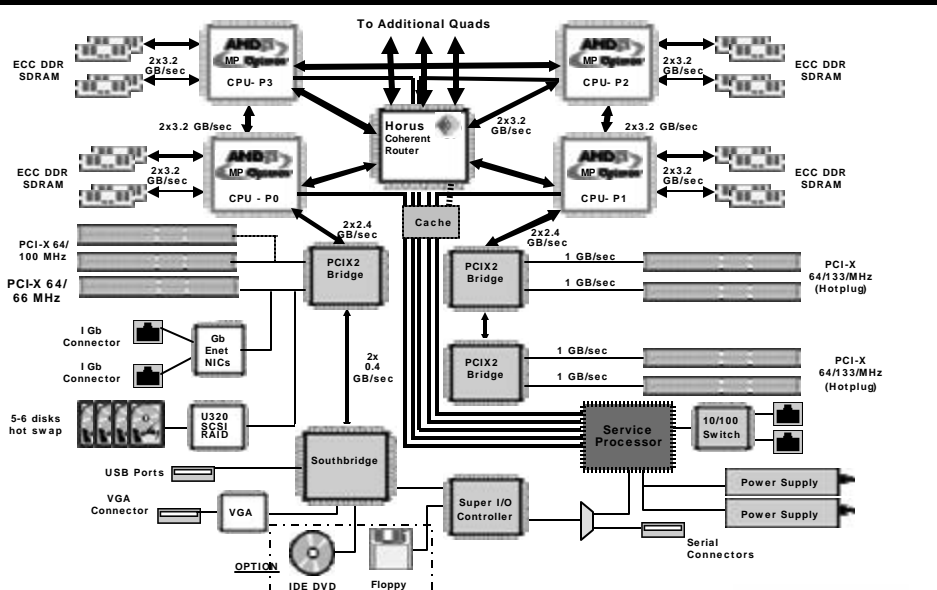 To Additional Quads
ECC DDR
SDRAM
2x3.2
GB/sec
AMD
MP Opteron
CPU- P3
AMD
MP Opteron
CPU- P2
2x3.2
GB/sec
ECC DDR
SDRAM
2x3.2 GB/sec
Horus
Coherent
Router
2x3.2
GB/sec
2x3.2 GB/sec
ECC DDR
SDRAM
2x3.2
GB/sec
AMD
MP Opteron
CPU - P0
AMD
MP Opteron
CPU- P1
2x3.2
GB/sec
ECC DDR
SDRAM
Cache
2x2.4
GB/sec
2x2.4
GB/sec
PCI-X 64/
100 MHz
PCI-X 64/
66 MHz
PCIX2
Bridge
PCIX2
Bridge
1 GB/sec
1 GB/sec
PCI-X
64/133/MHz
(Hotplug)
I Gb
Connector
I Gb
Connector
Gb
Enet
NICs
2x
0.4
GB/sec
PCIX2
Bridge
1 GB/sec
1 GB/sec
PCI-X
64/133/MHz
(Hotplug)
5-6 disks
hot swap
U320
SCSI
RAID
Service
Processor
10/100
Switch
USB Ports
Southbridge
VGA
Connector
VGA
Super I/O
Controller
Power Supply
Power Supply
Serial
Connectors
OPTION
IDE DVD
Floppy